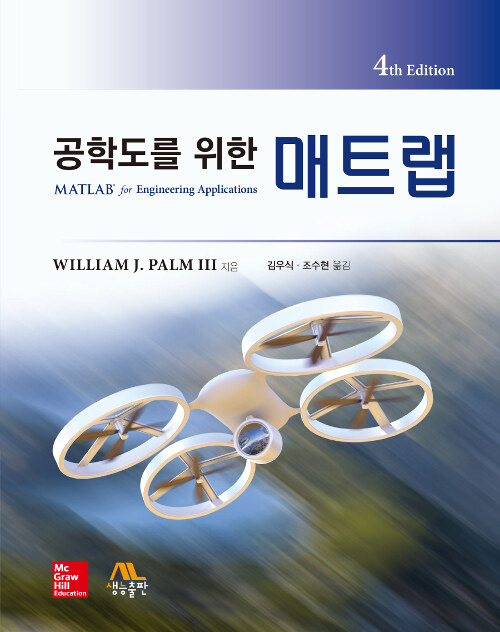 4th Edition
공학도를 위한 매트랩
MATLAB® for Engineering Applications
WILLIAM J. PALM III 지음
김우식 · 조수현 옮김
Mc
Graw
Hill
Education
생능출판